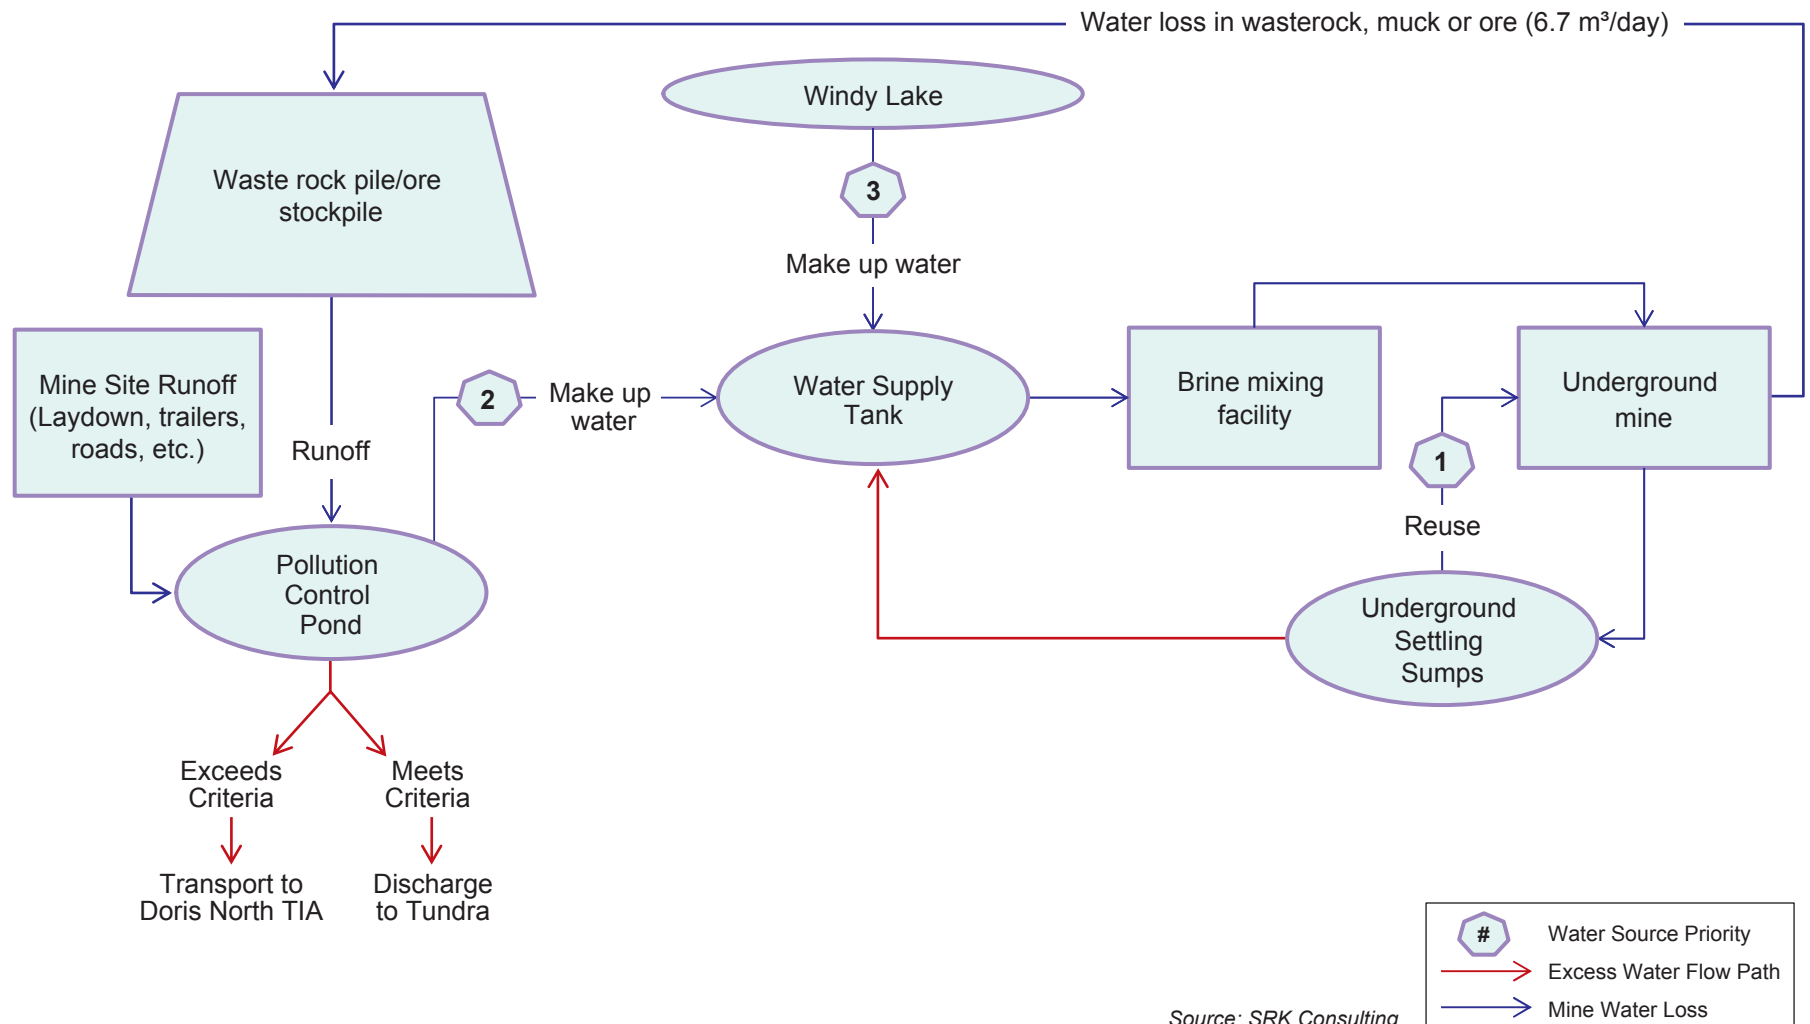 Water loss in wasterock, muck or ore (6.7 m³/day)
Windy Lake
Waste rock pile/ore
stockpile
3
Make up water
Mine Site Runoff
(Laydown, trailers,
roads, etc.)
Runoff
2
Make up
water
Water Supply
Tank
Brine mixing
facility
Underground
mine
1
Reuse
Pollution
Control
Pond
Underground
Settling
Sumps
Exceeds
Criteria
Meets
Criteria
Transport to
Doris North TIA
Discharge
to Tundra
#
Water Source Priority
Excess Water Flow Path
Mine Water Loss
Source: SRK Consulting